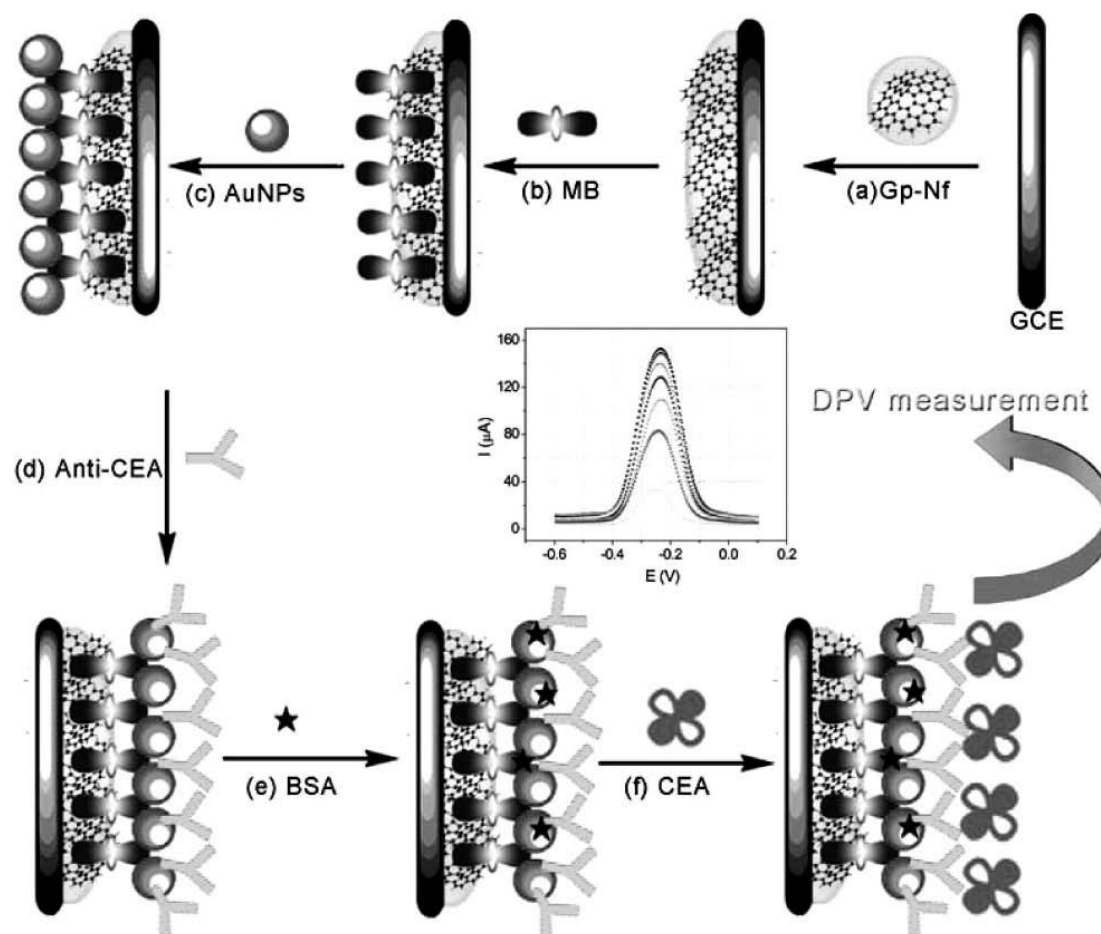 (c) AuNPs
(b) MB
(a)Gp-Nf
GCE
(d) Anti-CEA
160
120
80
40
0
I (μA)
-0.6
-0.4
-0.2
0.0
0.2
E (V)
DPV measurement
(e) BSA
(f) CEA